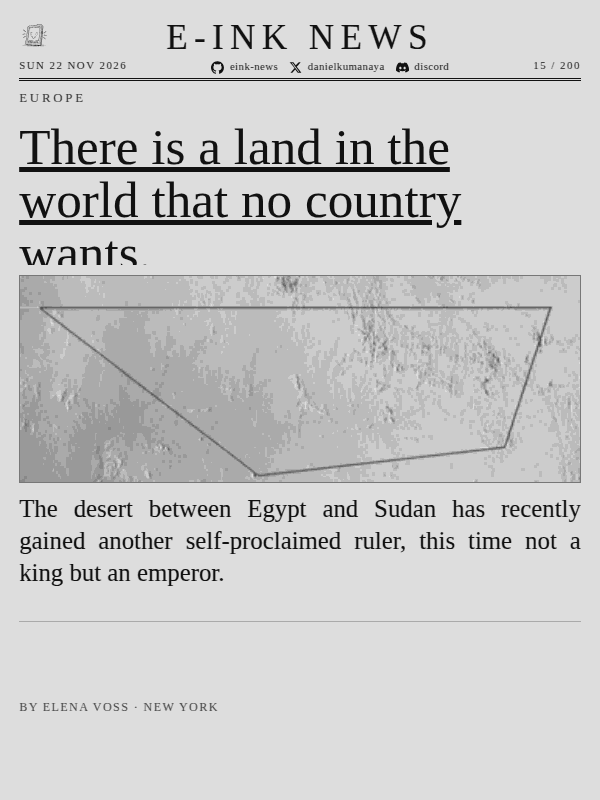 E-INK NEWS
SUN 22 NOV 2026
eink-news danielkumanaya discord
15 / 200
EUROPE
There is a land in the
world that no country
wants.
The desert between Egypt and Sudan has recently
gained another self-proclaimed ruler, this time not a
king but an emperor.
BY ELENA VOSS · NEW YORK